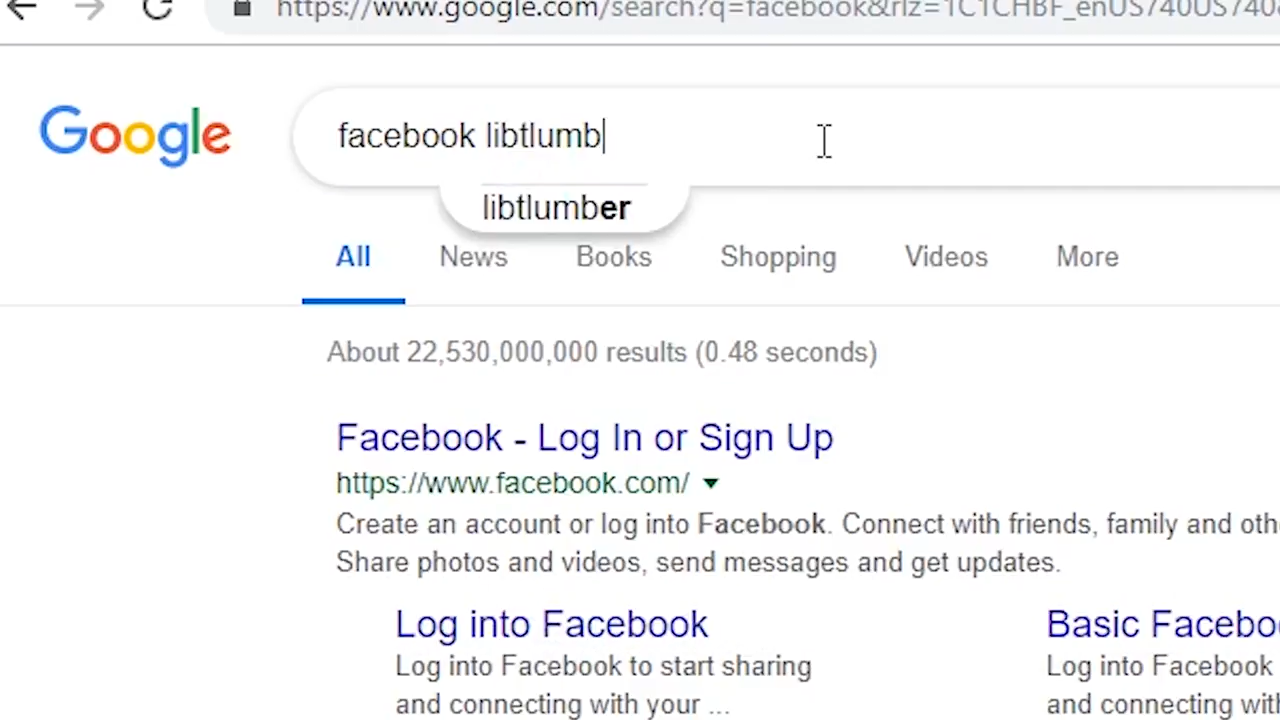 https://www.google.com/search?q=facebook&rlz=1C1CHBF_enUS740US740
Google
facebook libtlumb
libtlumber
All News Books Shopping Videos More
About 22,530,000,000 results (0.48 seconds)
Facebook - Log In or Sign Up
https://www.facebook.com/
Create an account or log into Facebook. Connect with friends, family and oth
Share photos and videos, send messages and get updates.
Log into Facebook
Log into Facebook to start sharing
and connecting with your ...
Basic Facebo
Log into Facebook
and connecting with